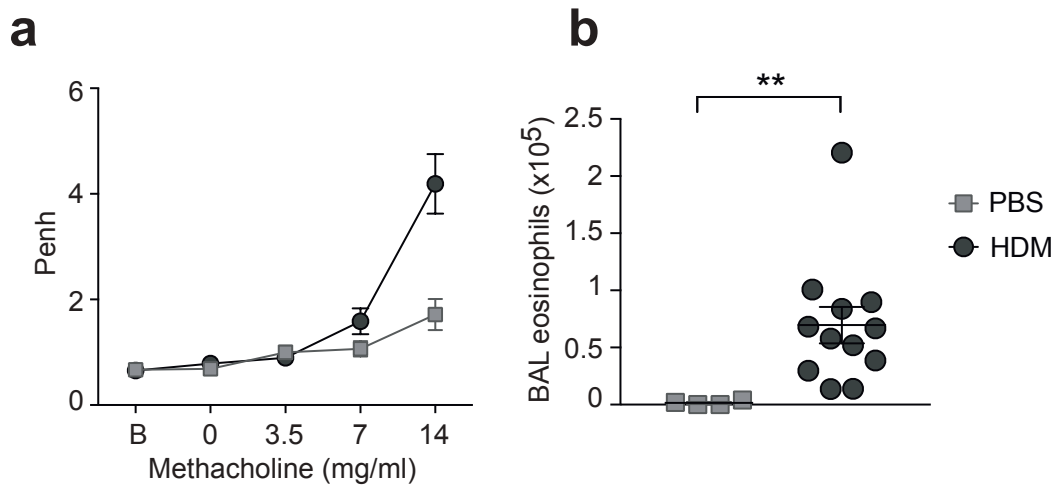 a
6
4
2
0
Penh
B 0 3.5 7 14
Methacholine (mg/ml)
b
**
2.5
2
1.5
1
0.5
0
BAL eosinophils (x10⁵)
PBS
HDM